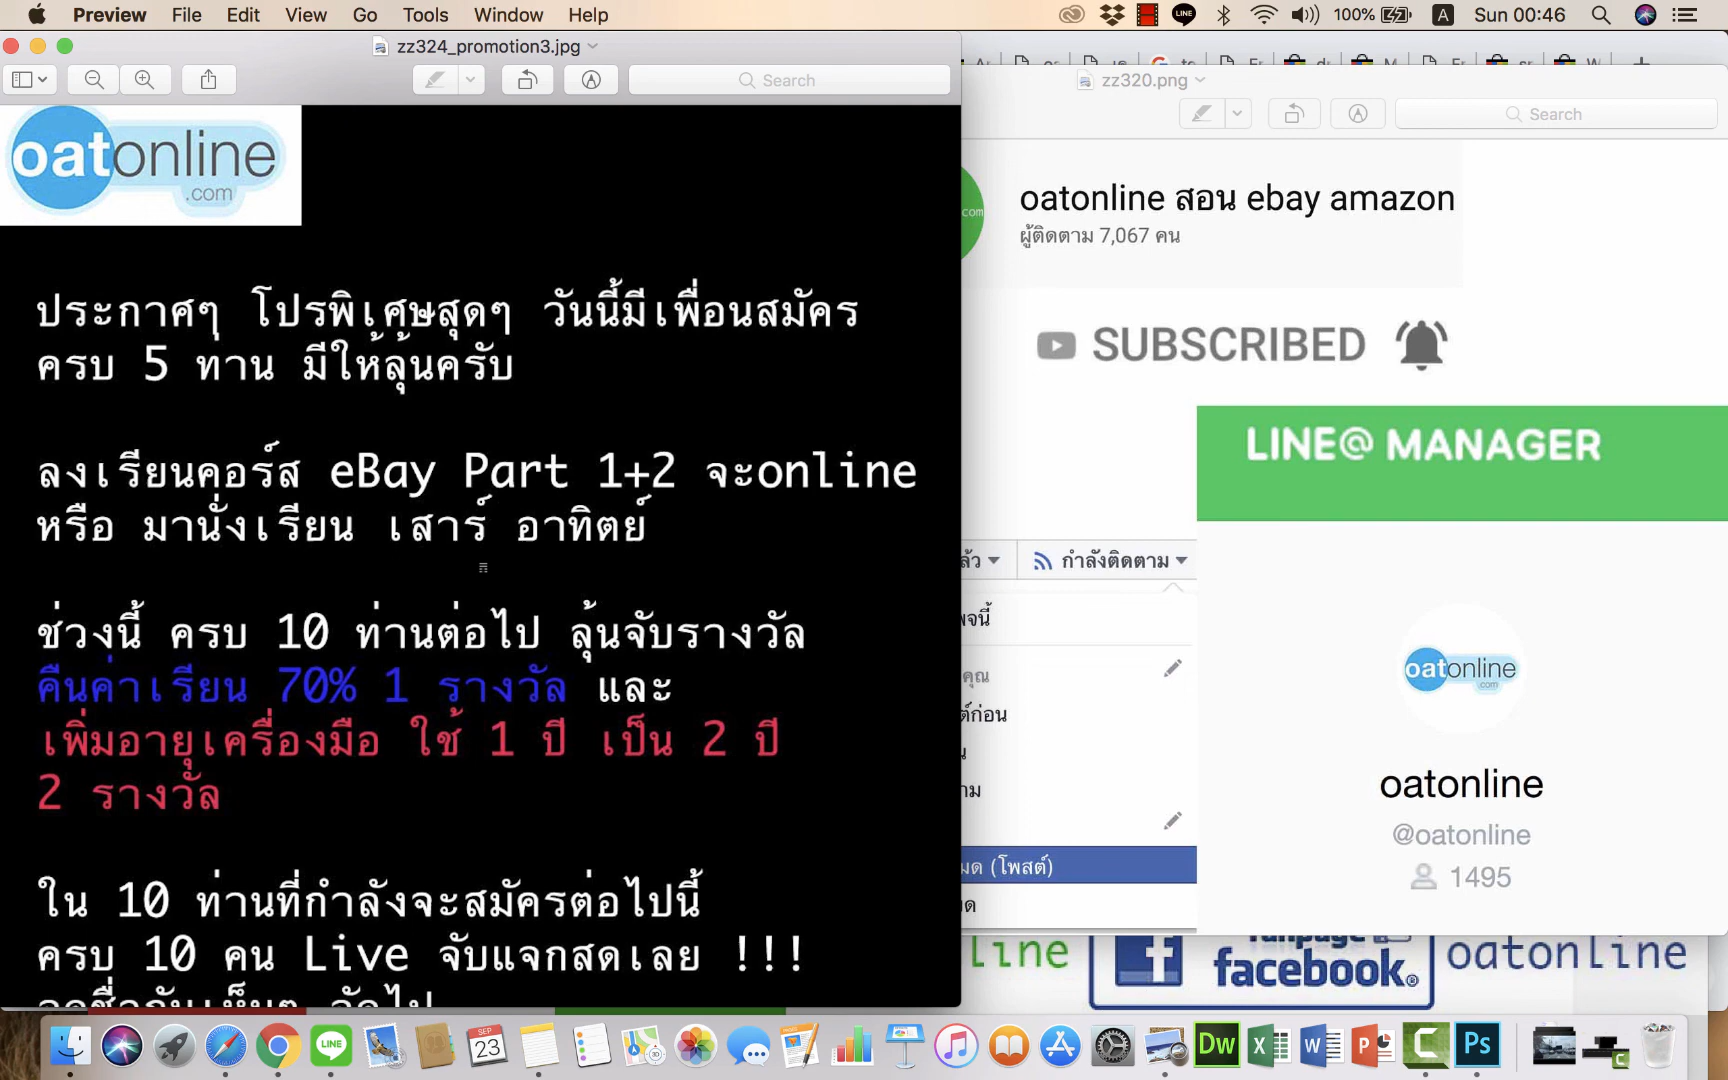 Preview File Edit View Go Tools Window Help
100% A Sun 00:46
zz324_promotion3.jpg
Search
oatonline
.com
ประกาศๆ โปรพิเศษสุดๆ วันนี้มีเพื่อนสมัคร
ครบ 5 ทาน มีให้ลุ้นครับ
ลงเรียนคอร์ส eBay Part 1+2 จะonline
หรือ มานั่งเรียน เสาร์ อาทิตย์
ช่วงนี้ ครบ 10 ท่านต่อไป ลุ้นจับรางวัล
คืนค่าเรียน 70% 1 รางวัล และ
เพิ่มอายุเครื่องมือ ใช้ 1 ปี เป็น 2 ปี
2 รางวัล
ใน 10 ท่านที่กำลังจะสมัครต่อไปนี้
ครบ 10 คน Live จับแจกสดเลย !!!
zz320.png
Search
com
oatonline สอน ebay amazon
ผู้ติดตาม 7,067 คน
SUBSCRIBED
LINE@ MANAGER
กำลังติดตาม
(โพสต์)
oatonline
.com
oatonline
@oatonline
1495
line
fanpage
facebook®
oatonline
SEP
23
LINE
Dw
Ps